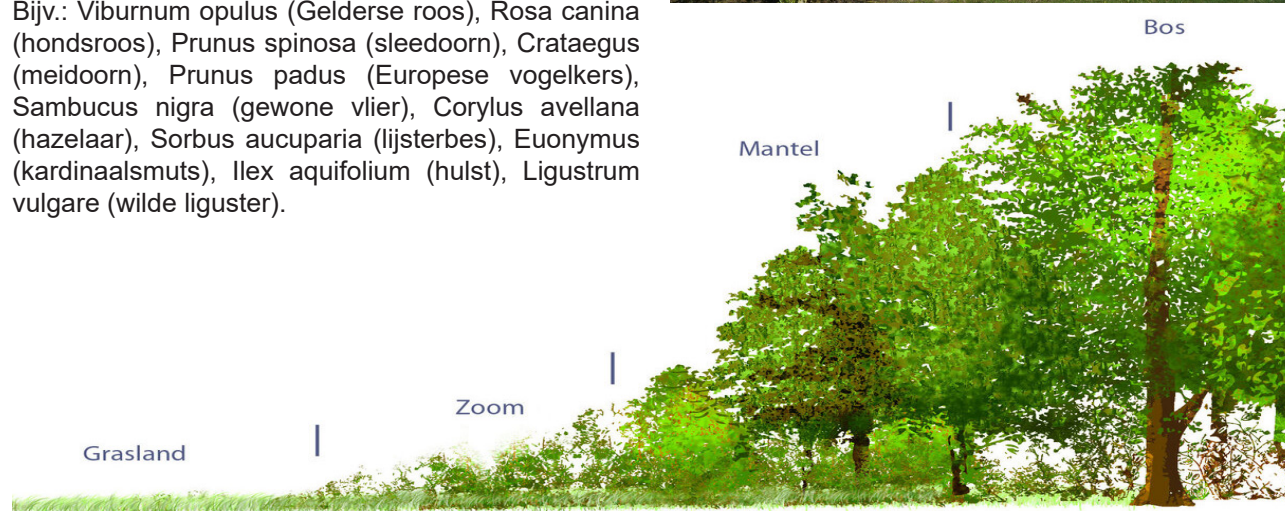 Bijv.: Viburnum opulus (Gelderse roos), Rosa canina
(hondsroos), Prunus spinosa (sleedoorn), Crataegus
(meidoorn), Prunus padus (Europese vogelkers),
Sambucus nigra (gewone vlier), Corylus avellana
(hazelaar), Sorbus aucuparia (lijsterbes), Euonymus
(kardinaalsmuts), Ilex aquifolium (hulst), Ligustrum
vulgare (wilde liguster).
Bos
Mantel
Zoom
Grasland